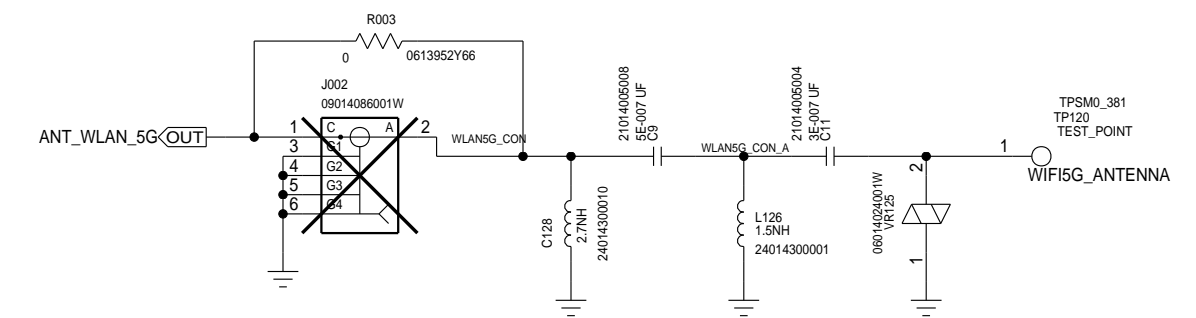 R003
0
0613952Y66
J002
09014086001W
ANT_WLAN_5G
OUT
1
C
A
2
3
G1
4
G2
5
G3
6
G4
WLAN5G_CON
C128
2.7NH
24014300010
21014005008
5E-007 UF
C9
WLAN5G_CON_A
L126
1.5NH
24014300001
21014005004
3E-007 UF
C11
06014024001W
VR125
2
1
1
TPSM0_381
TP120
TEST_POINT
WIFI5G_ANTENNA